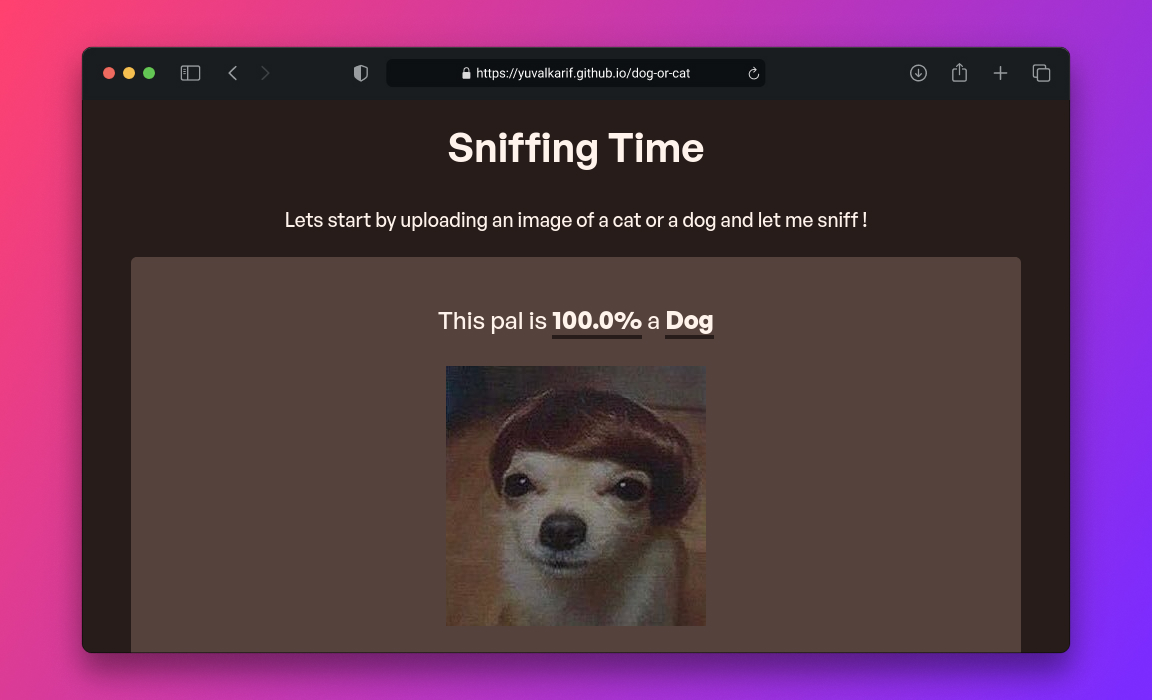 https://yuvalkarif.github.io/dog-or-cat
Sniffing Time
Lets start by uploading an image of a cat or a dog and let me sniff !
This pal is 100.0% a Dog